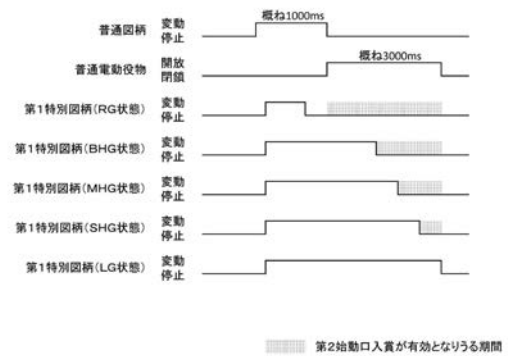 概ね1000ms
普通図柄 変動
停止
概ね3000ms
普通電動役物 開放
閉鎖
第1特別図柄(RG状態) 変動
停止
第1特別図柄(BHG状態) 変動
停止
第1特別図柄(MHG状態) 変動
停止
第1特別図柄(SHG状態) 変動
停止
第1特別図柄(LG状態) 変動
停止
第2始動口入賞が有効となりうる期間